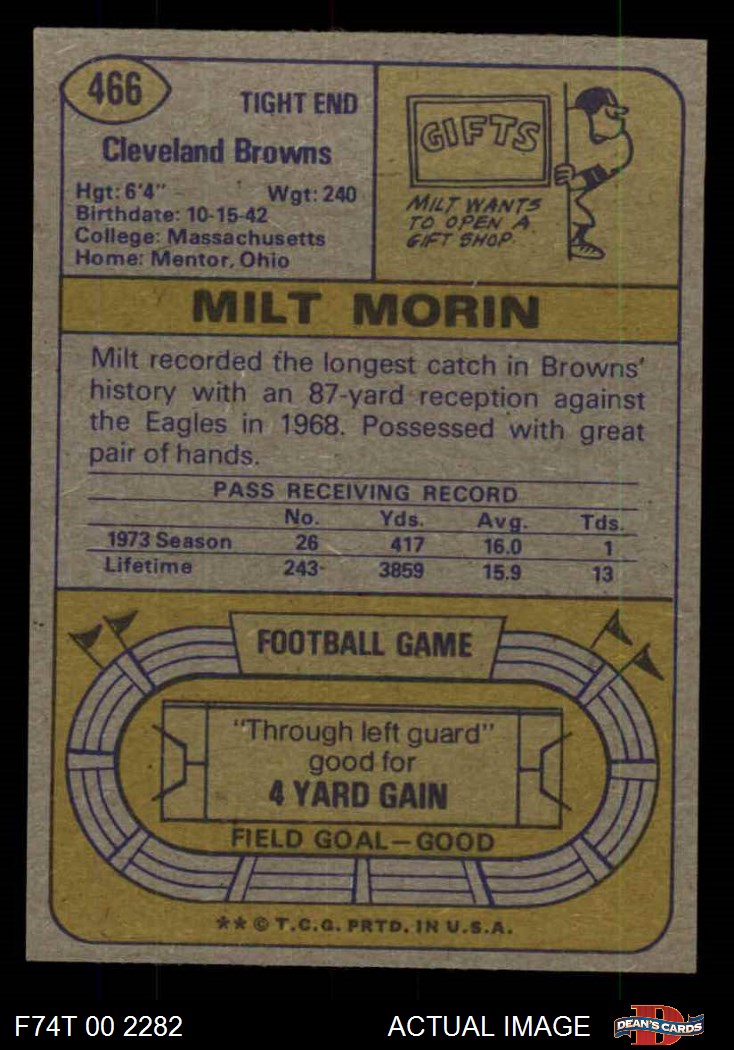 466
TIGHT END
Cleveland Browns
Hgt: 6'4" Wgt: 240
Birthdate: 10-15-42
College: Massachusetts
Home: Mentor, Ohio
GIFTS
MILT WANTS
TO OPEN A
GIFT SHOP.
MILT MORIN
Milt recorded the longest catch in Browns'
history with an 87-yard reception against
the Eagles in 1968. Possessed with great
pair of hands.
PASS RECEIVING RECORD
No. Yds. Avg. Tds.
1973 Season 26 417 16.0 1
Lifetime 243 3859 15.9 13
FOOTBALL GAME
"Through left guard"
good for
4 YARD GAIN
FIELD GOAL—GOOD
** © T.C.G. PRTD. IN U.S.A.
F74T 00 2282 ACTUAL IMAGE
D
DEAN'S CARDS